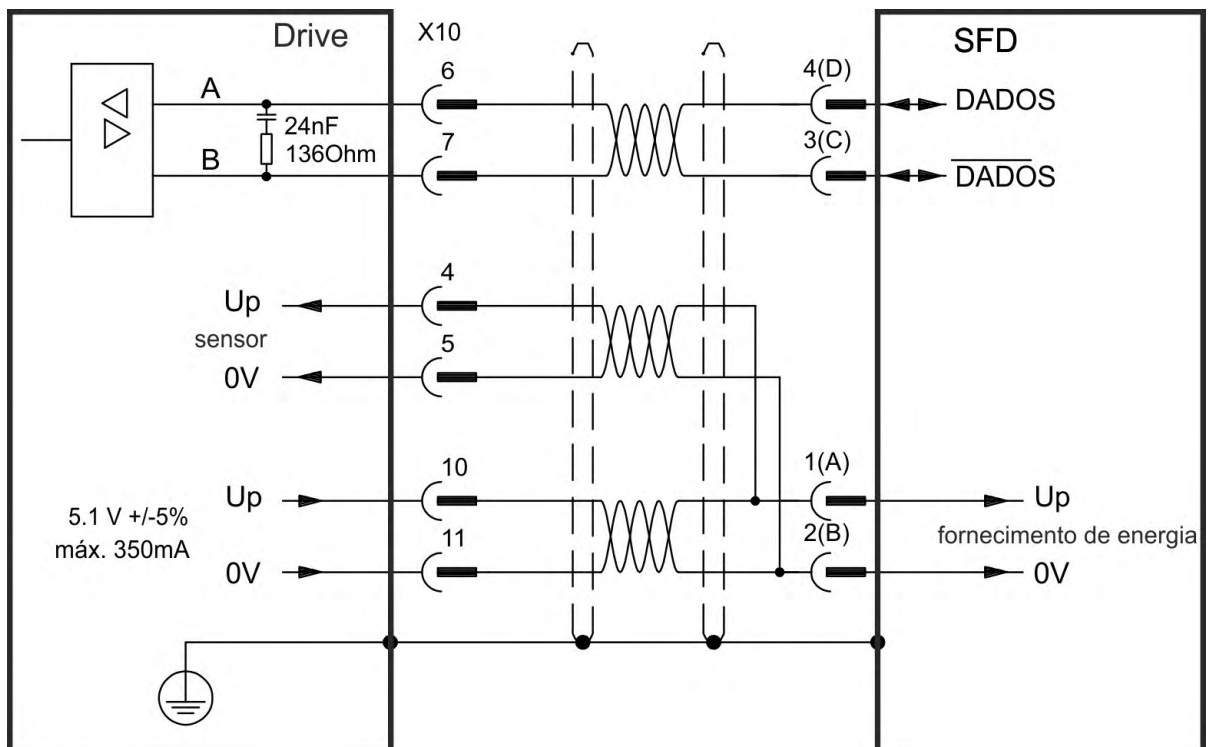 Drive
X10
SFD
6
4(D)
A
DADOS
24nF
136Ohm
7
3(C)
B
DADOS
4
Up
sensor
5
0V
10
1(A)
Up
Up
5.1 V +/-5%
máx. 350mA
11
2(B)
fornecimento de energia
0V
0V